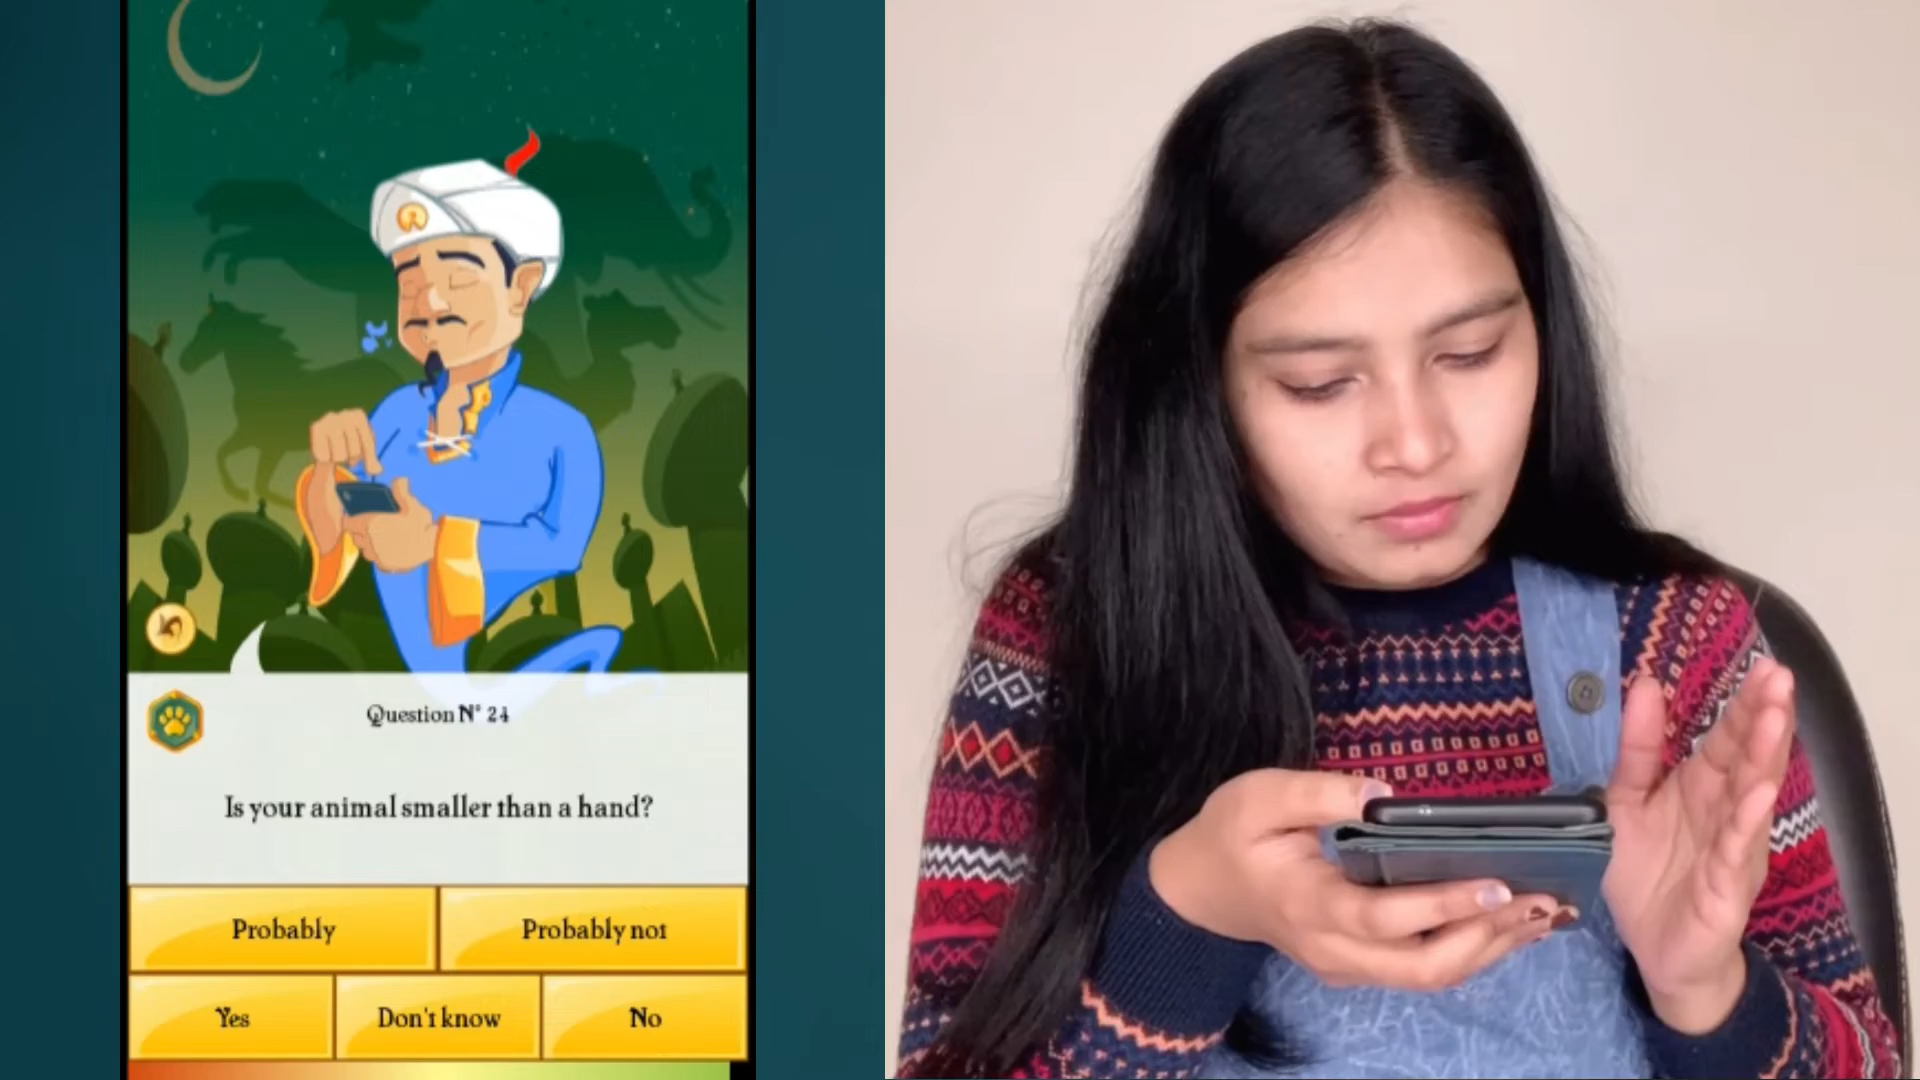 Question N° 24
Is your animal smaller than a hand?
Probably
Probably not
Yes
Don't know
No